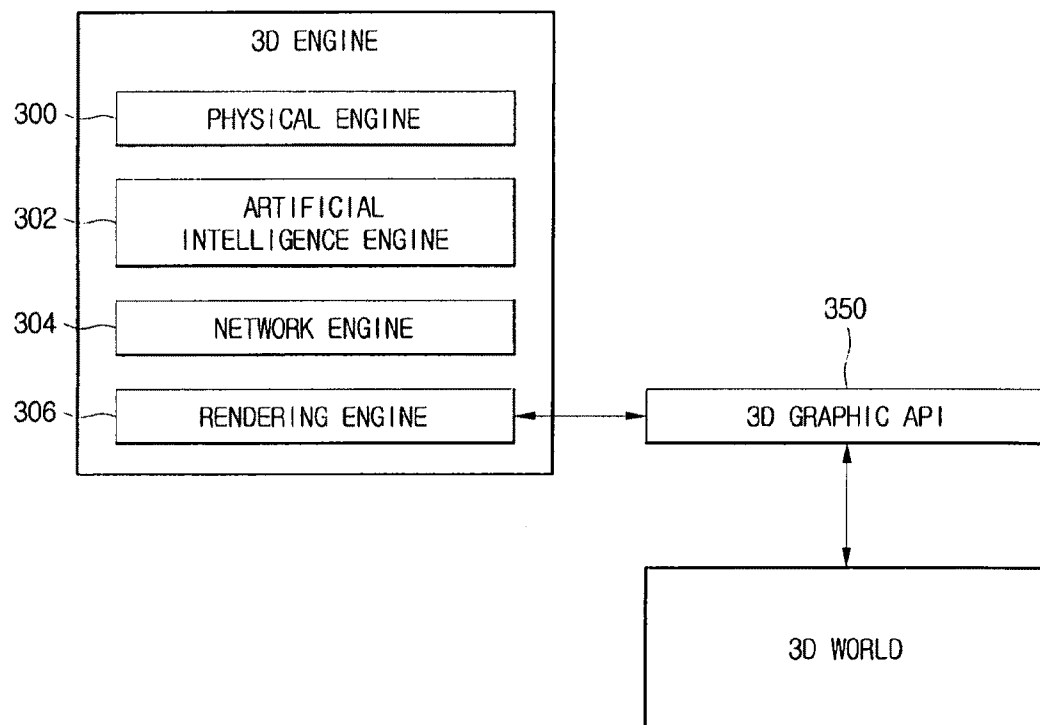 3D ENGINE
300
PHYSICAL ENGINE
302
ARTIFICIAL
INTELLIGENCE ENGINE
304
NETWORK ENGINE
350
306
RENDERING ENGINE
3D GRAPHIC API
3D WORLD